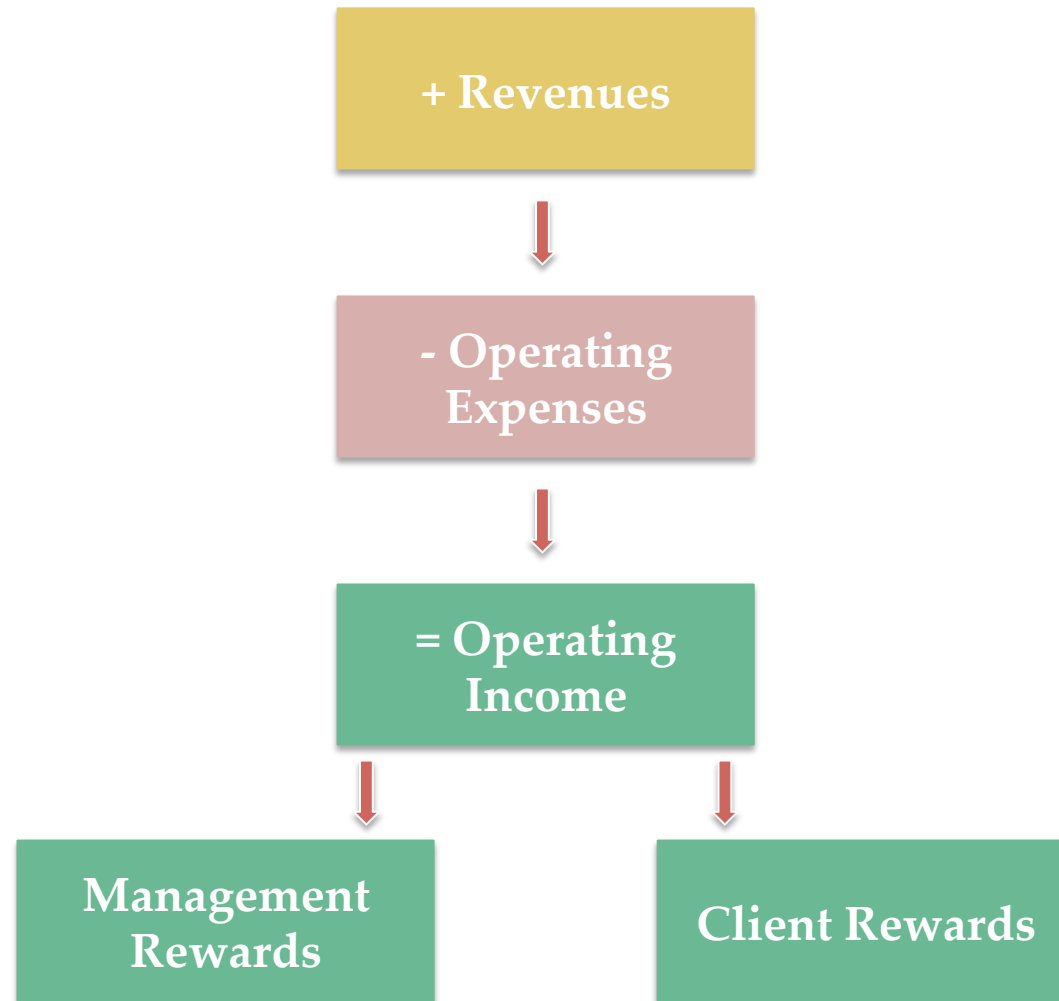 + Revenues
- Operating
Expenses
= Operating
Income
Management
Rewards
Client Rewards